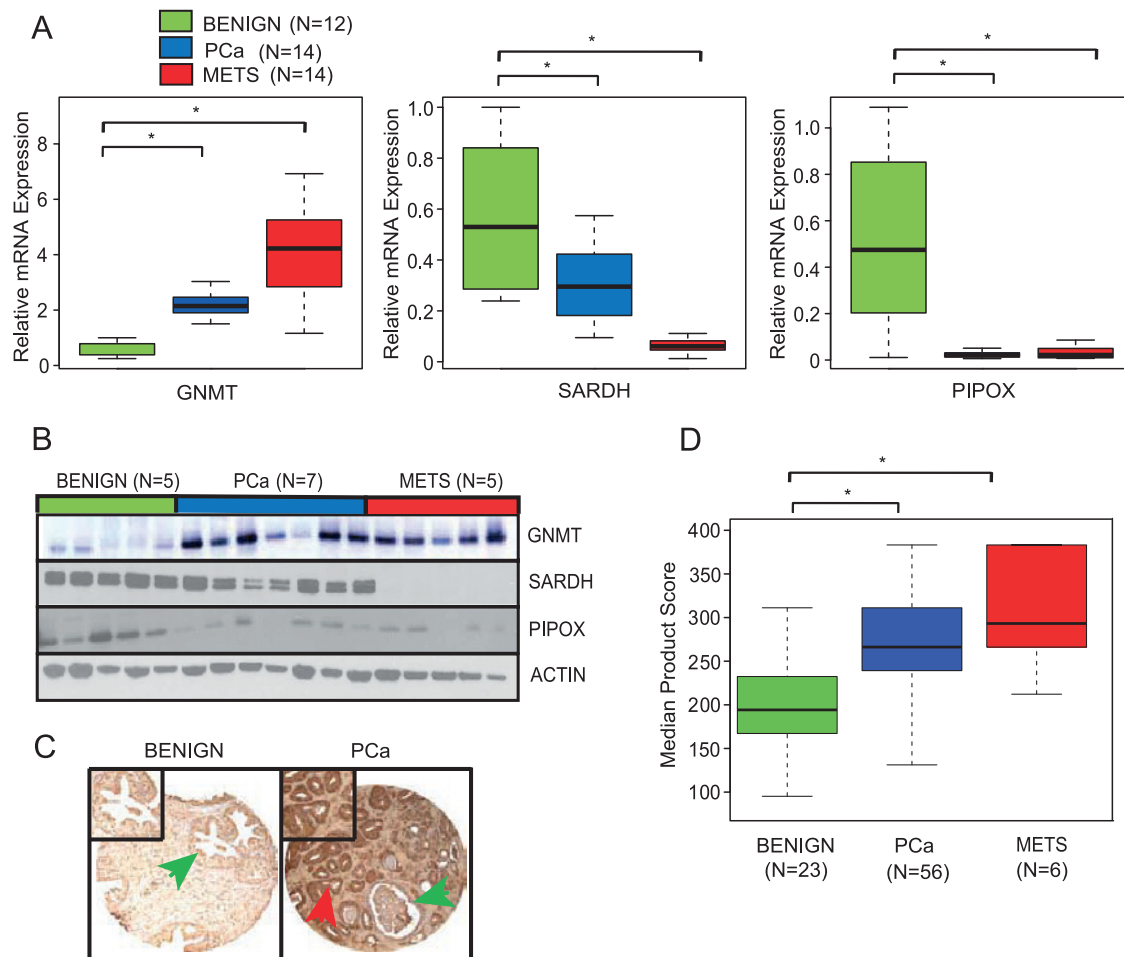 A
BENIGN (N=12)
PCa (N=14)
METS (N=14)
Relative mRNA Expression
8
6
4
2
0
*
*
GNMT
Relative mRNA Expression
1.0
0.8
0.6
0.4
0.2
0
*
*
SARDH
Relative mRNA Expression
1.0
0.8
0.6
0.4
0.2
0
*
*
PIPOX
B
BENIGN (N=5) PCa (N=7) METS (N=5)
GNMT
SARDH
PIPOX
ACTIN
C
BENIGN PCa
D
Median Product Score
400
350
300
250
200
150
100
*
*
BENIGN PCa METS
(N=23) (N=56) (N=6)